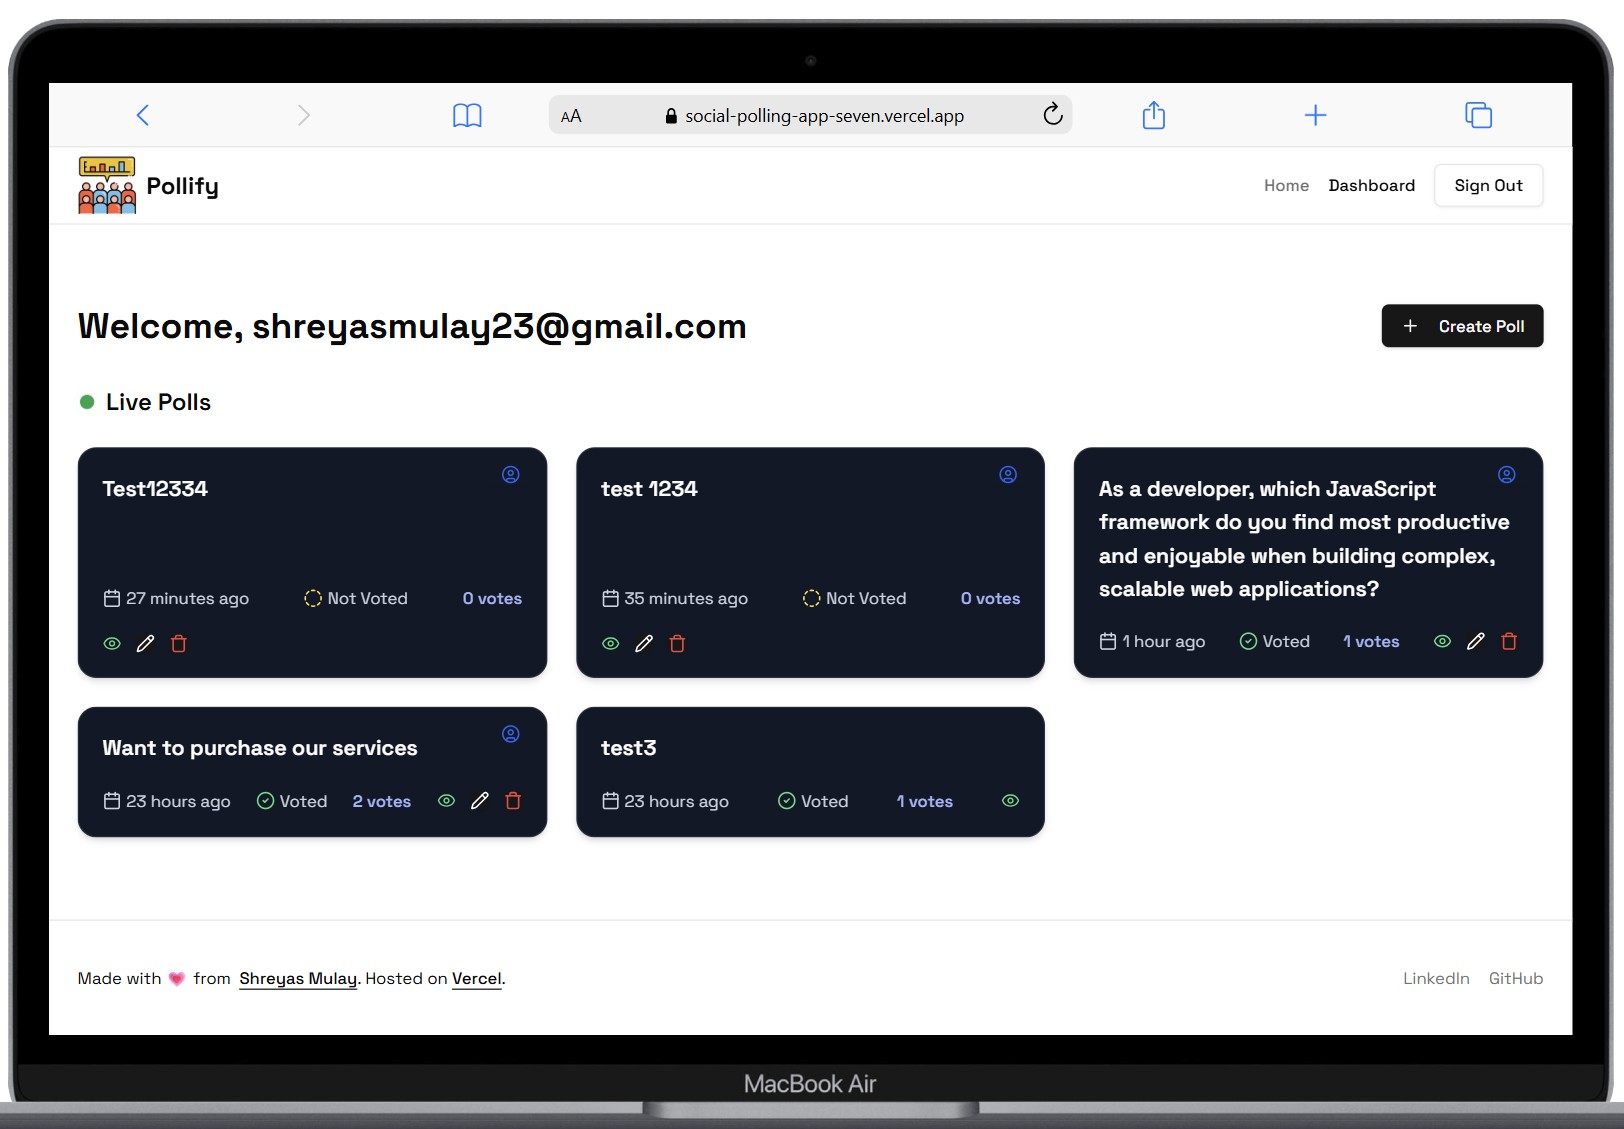 AA social-polling-app-seven.vercel.app
Pollify
Home Dashboard Sign Out
Welcome, shreyasmulay23@gmail.com
+ Create Poll
Live Polls
Test12334
27 minutes ago Not Voted 0 votes
test 1234
35 minutes ago Not Voted 0 votes
As a developer, which JavaScript
framework do you find most productive
and enjoyable when building complex,
scalable web applications?
1 hour ago Voted 1 votes
Want to purchase our services
23 hours ago Voted 2 votes
test3
23 hours ago Voted 1 votes
Made with 💗 from Shreyas Mulay. Hosted on Vercel.
LinkedIn GitHub
MacBook Air